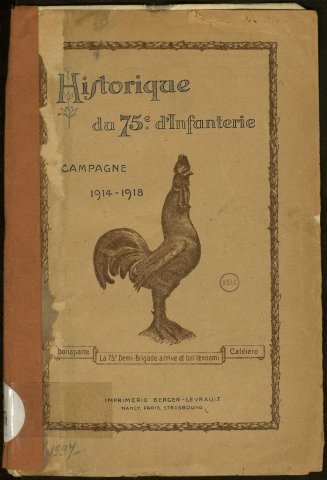 Historique
du 75e d'Infanterie
CAMPAGNE
1914-1918
bonaparte
La 75e Demi-Brigade arrive et bat l'ennemi
Caldiero
IMPRIMERIE BERGER-LEVRAULT
NANCY, PARIS, STRASBOURG